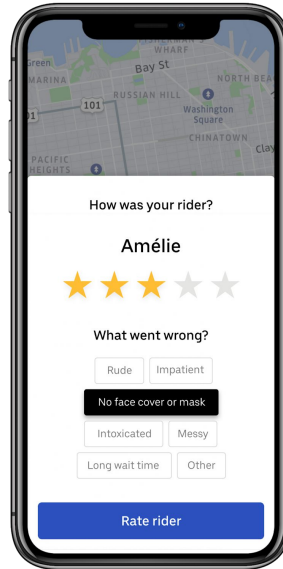 FISHERMAN'S
WHARF
Bay St
Green
MARINA
NORTH BEA
RUSSIAN HILL
101
Washington
Square
CHINATOWN
Clay
PACIFIC
HEIGHTS
How was your rider?
Amélie
What went wrong?
Rude
Impatient
No face cover or mask
Intoxicated
Messy
Long wait time
Other
Rate rider